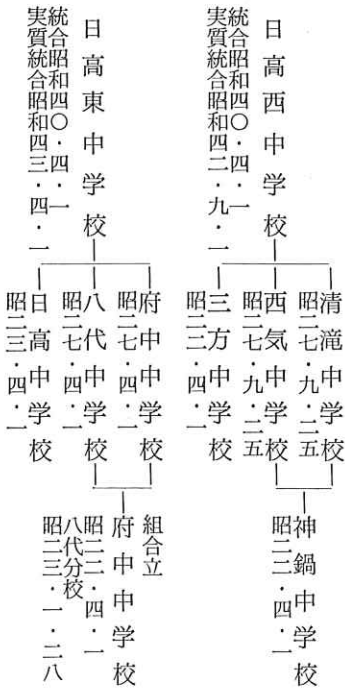 日高西中学校
統合昭和四〇・四・一
実質統合昭和四二・九・一
清滝中学校
昭二七・九・二五
西気中学校
昭二七・九・二五
三方中学校
昭二二・四・一
神鍋中学校
昭二二・四・一
日高東中学校
統合昭和四〇・四・一
実質統合昭和四三・四・一
府中中学校
昭二七・四・一
八代中学校
昭二七・四・一
日高中学校
昭二三・四・一
組合立
府中中学校
昭二二・四・一
八代分校
昭二三・一・二八